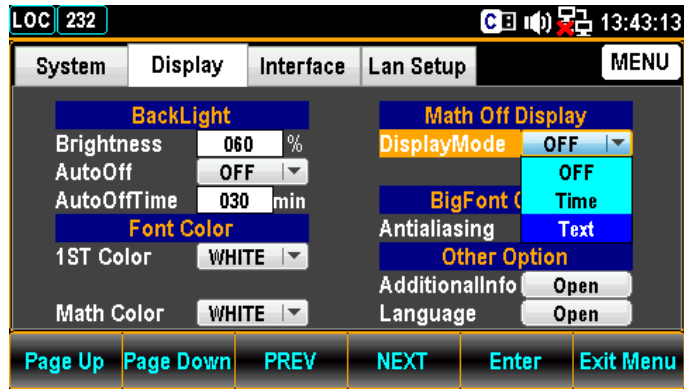 LOC 232 C 13:43:13
System Display Interface Lan Setup MENU
BackLight
Brightness 060 %
AutoOff OFF
AutoOffTime 030 min
Font Color
1ST Color WHITE
Math Color WHITE
Math Off Display
DisplayMode OFF
OFF
Time
Text
BigFont
Antialiasing
Other Option
AdditionalInfo Open
Language Open
Page Up Page Down PREV NEXT Enter Exit Menu